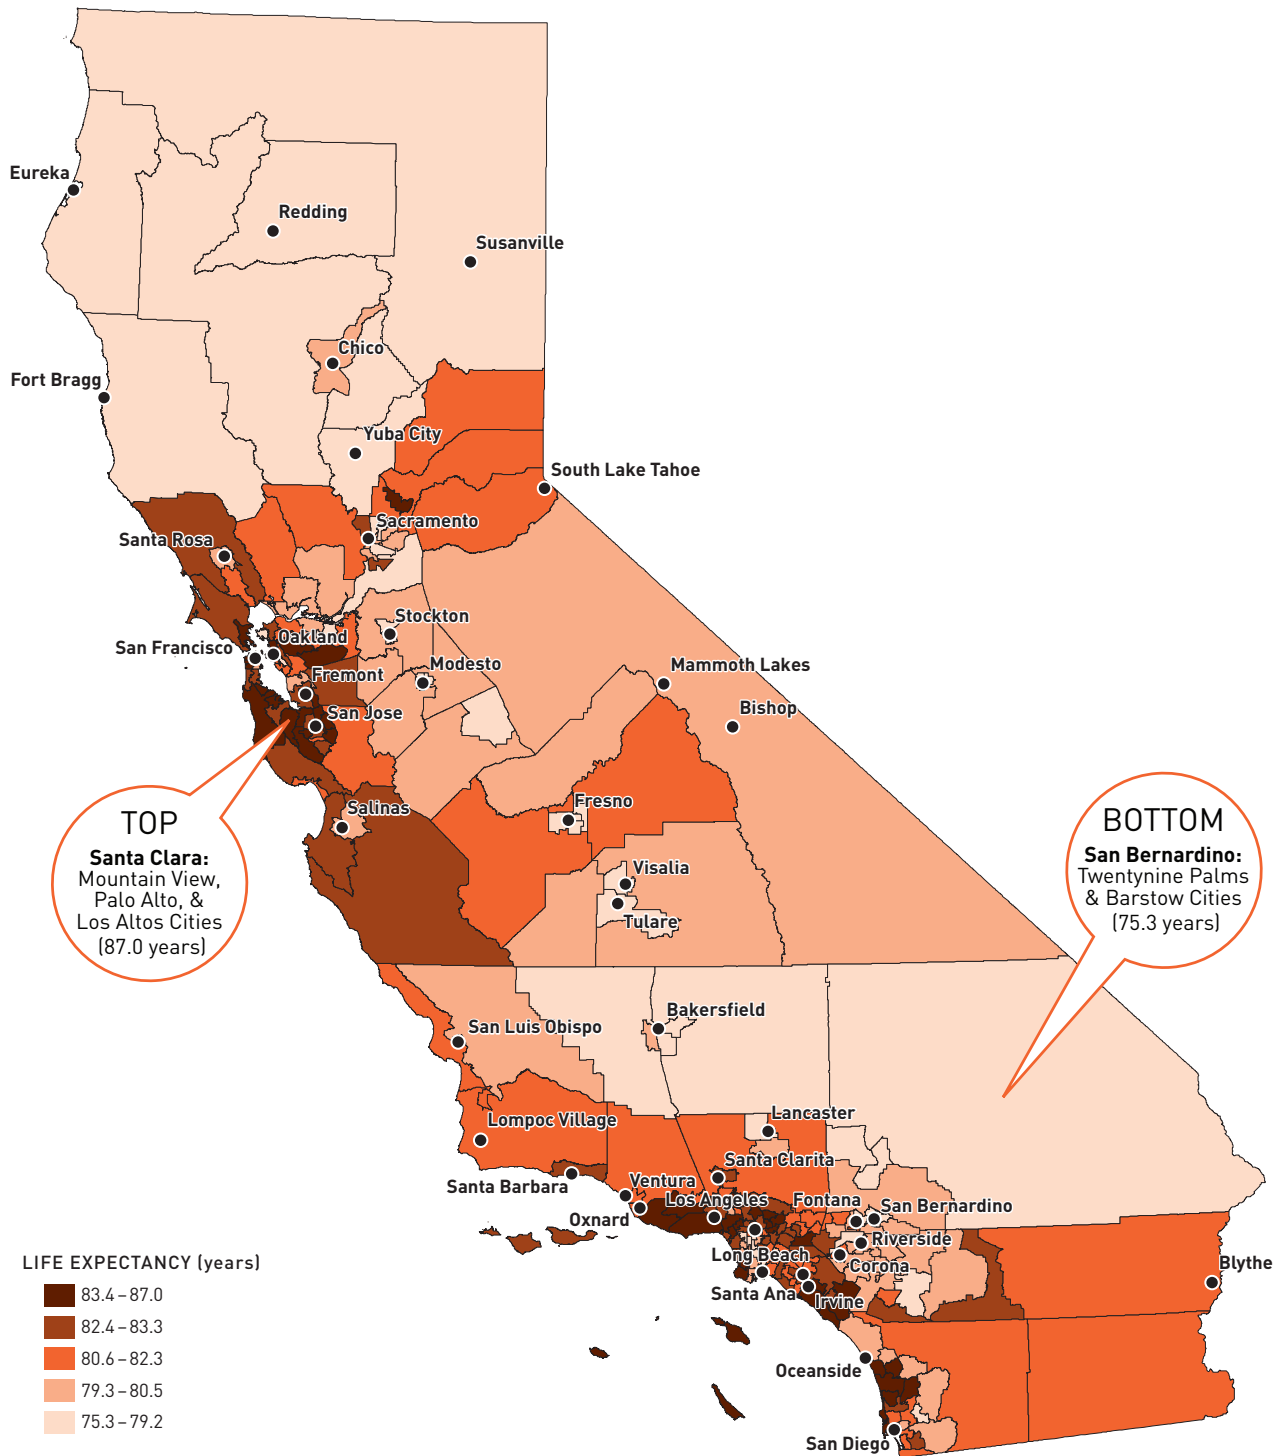 Eureka
Redding
Susanville
Chico
Fort Bragg
Yuba City
South Lake Tahoe
Sacramento
Santa Rosa
Stockton
Oakland
San Francisco
Modesto
Mammoth Lakes
Fremont
Bishop
San Jose
Salinas
Fresno
TOP
Santa Clara:
Mountain View,
Palo Alto, &
Los Altos Cities
(87.0 years)
BOTTOM
San Bernardino:
Twentynine Palms
& Barstow Cities
(75.3 years)
Visalia
Tulare
Bakersfield
San Luis Obispo
Lancaster
Lompoc Village
Santa Clarita
Santa Barbara
Ventura
Los Angeles
Fontana
San Bernardino
Oxnard
Riverside
Long Beach
Corona
Blythe
Santa Ana
Irvine
Oceanside
San Diego
LIFE EXPECTANCY (years)
83.4 – 87.0
82.4 – 83.3
80.6 – 82.3
79.3 – 80.5
75.3 – 79.2